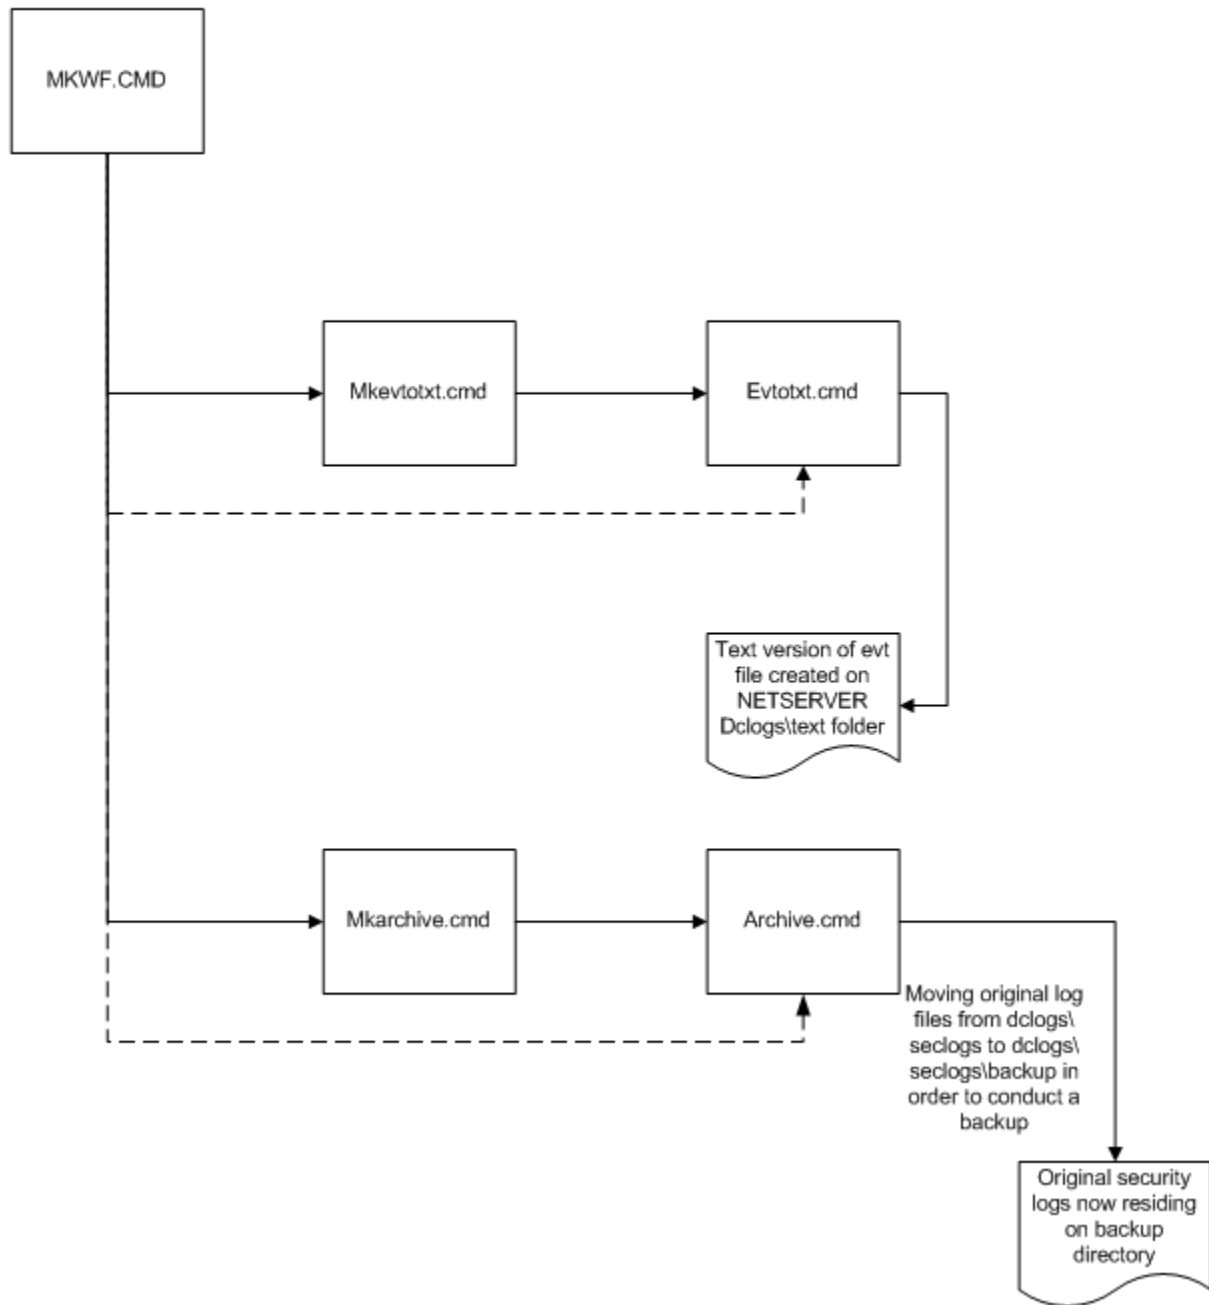 MKWF.CMD
Mkevtotxt.cmd
Evtotxt.cmd
Text version of evt
file created on
NETSERVER
Dclogs\text folder
Mkarchive.cmd
Archive.cmd
Moving original log
files from dclogs\
seclogs to dclogs\
seclogs\backup in
order to conduct a
backup
Original security
logs now residing
on backup
directory